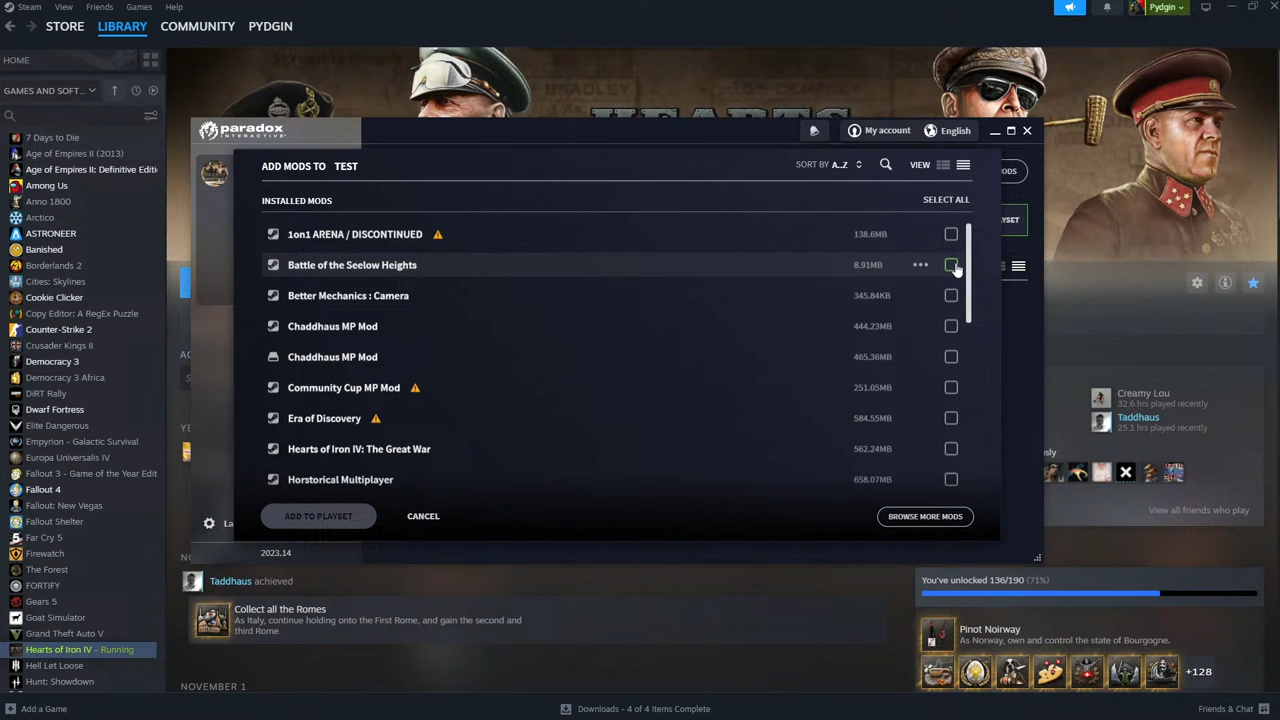 Steam View Friends Games Help
Pydgin
STORE LIBRARY COMMUNITY PYDGIN
HOME
GAMES AND SOFT...
7 Days to Die
Age of Empires II (2013)
Age of Empires II: Definitive Editi
Among Us
Anno 1800
Arctico
ASTRONEER
Banished
Borderlands 2
Cities: Skylines
Cookie Clicker
Copy Editor: A RegEx Puzzle
Counter-Strike 2
Crusader Kings II
Democracy 3
Democracy 3 Africa
DiRT Rally
Dwarf Fortress
Elite Dangerous
Empyrion - Galactic Survival
Europa Universalis IV
Fallout 3 - Game of the Year Edit
Fallout 4
Fallout: New Vegas
Fallout Shelter
Far Cry 5
Firewatch
The Forest
FORTIFY
Gears 5
Goat Simulator
Grand Theft Auto V
Hearts of Iron IV - Running
Hell Let Loose
Hunt: Showdown
Add a Game
BRADLEY
HEARTS
paradox
INTERACTIVE
My account English
ADD MODS TO TEST
SORT BY A..Z VIEW
INSTALLED MODS SELECT ALL
1on1 ARENA / DISCONTINUED 138.6MB
Battle of the Seelow Heights 8.91MB
Better Mechanics : Camera 345.84KB
Chaddhaus MP Mod 444.23MB
Chaddhaus MP Mod 465.36MB
Community Cup MP Mod 251.05MB
Era of Discovery 584.55MB
Hearts of Iron IV: The Great War 562.24MB
Horstorical Multiplayer 658.07MB
ADD TO PLAYSET CANCEL BROWSE MORE MODS
ODS
YSET
La
2023.14
AC
S
YE
NO
Creamy Lou
32.6 hrs played recently
Taddhaus
25.1 hrs played recently
usly
View all friends who play
Taddhaus achieved
Collect all the Romes
As Italy, continue holding onto the First Rome, and gain the second and
third Rome
NOVEMBER 1
You've unlocked 136/190 (71%)
Pinot Noirway
As Norway, own and control the state of Bourgogne.
+128
Downloads - 4 of 4 Items Complete
Friends & Chat